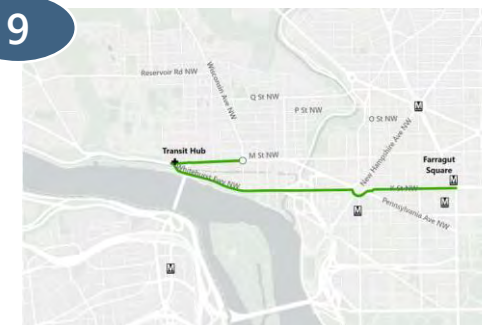 9
Reservoir Rd NW
Wisconsin Ave NW
Q St NW
P St NW
O St NW
New Hampshire Ave NW
M
Transit Hub
M St NW
Farragut
Square
M
Whitehurst Fwy NW
K St NW
M
M
Pennsylvania Ave NW
M